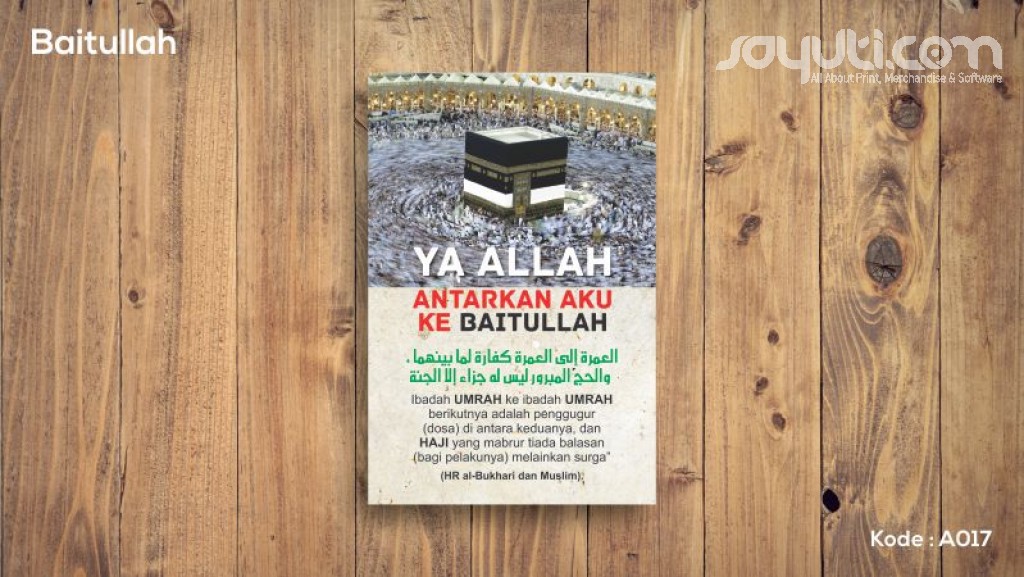 Baitullah
sayuti.com
All About Print, Merchandise & Software
YA ALLAH
ANTARKAN AKU
KE BAITULLAH
العمرة إلى العمرة كفارة لما بينهما ،
والحج المبرور ليس له جزاء إلا الجنة
Ibadah UMRAH ke ibadah UMRAH
berikutnya adalah penggugur
(dosa) di antara keduanya, dan
HAJI yang mabrur tiada balasan
(bagi pelakunya) melainkan surga"
(HR al-Bukhari dan Muslim).
Kode : A017